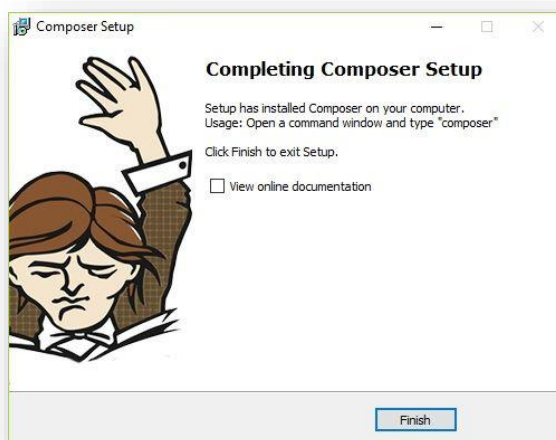 Composer Setup
Completing Composer Setup
Setup has installed Composer on your computer.
Usage: Open a command window and type "composer"
Click Finish to exit Setup.
View online documentation
Finish